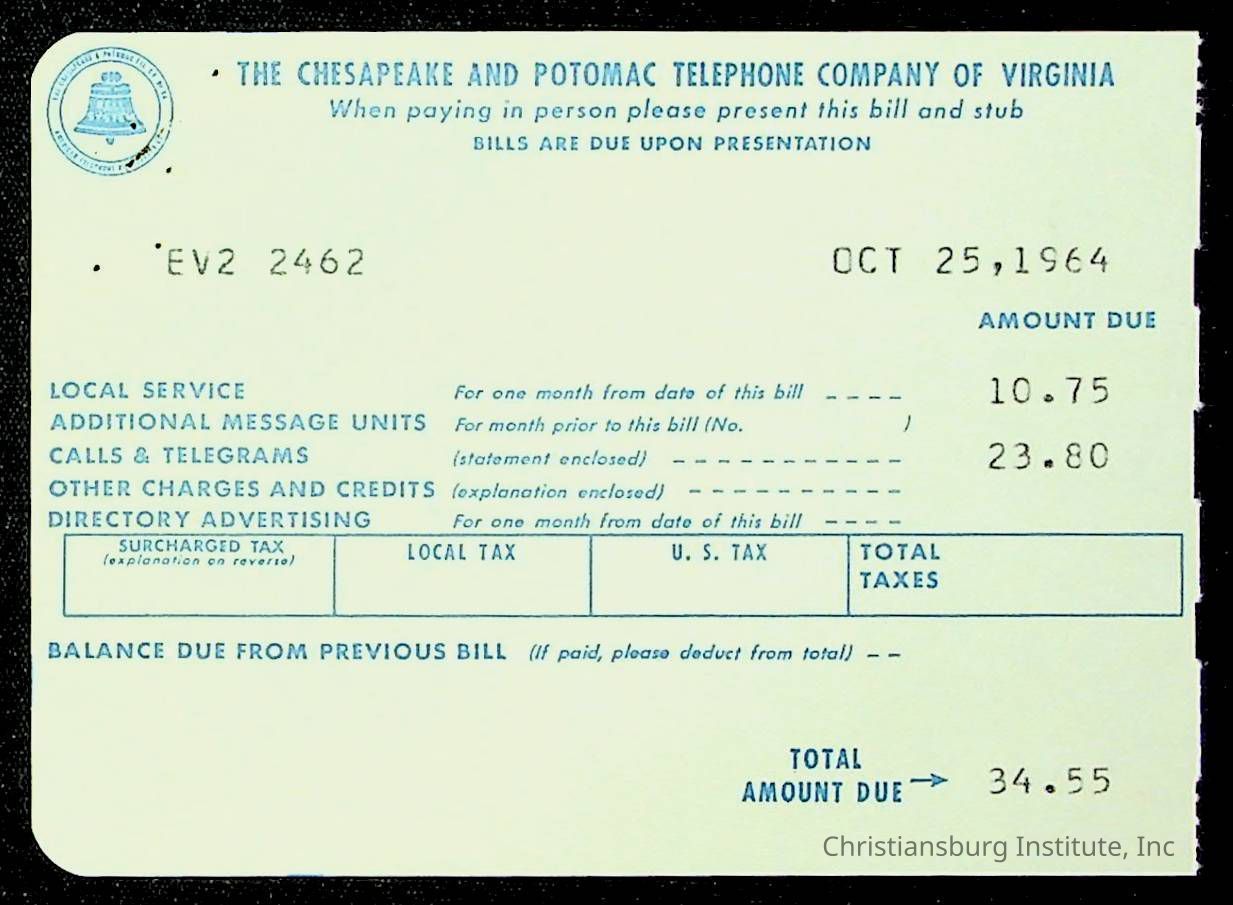 THE CHESAPEAKE AND POTOMAC TELEPHONE COMPANY OF VIRGINIA
When paying in person please present this bill and stub
BILLS ARE DUE UPON PRESENTATION
EV2 2462 OCT 25,1964
AMOUNT DUE
LOCAL SERVICE For one month from date of this bill ---- 10.75
ADDITIONAL MESSAGE UNITS For month prior to this bill (No. )
CALLS & TELEGRAMS (statement enclosed) ----------- 23.80
OTHER CHARGES AND CREDITS (explanation enclosed) ----------
DIRECTORY ADVERTISING For one month from date of this bill ----
SURCHARGED TAX LOCAL TAX U. S. TAX TOTAL
(explanation on reverse)
TAXES
BALANCE DUE FROM PREVIOUS BILL (If paid, please deduct from total) --
TOTAL
AMOUNT DUE → 34.55
Christiansburg Institute, Inc